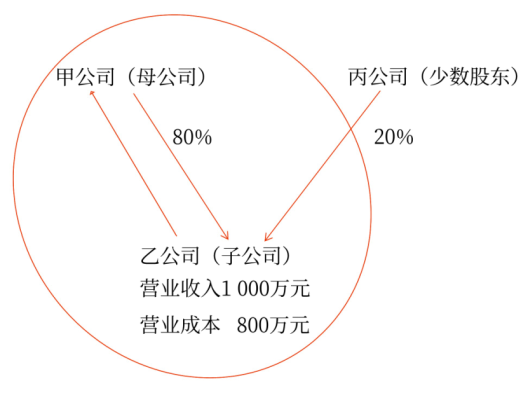 甲公司（母公司）
丙公司（少数股东）
80%
20%
乙公司（子公司）
营业收入1 000万元
营业成本 800万元